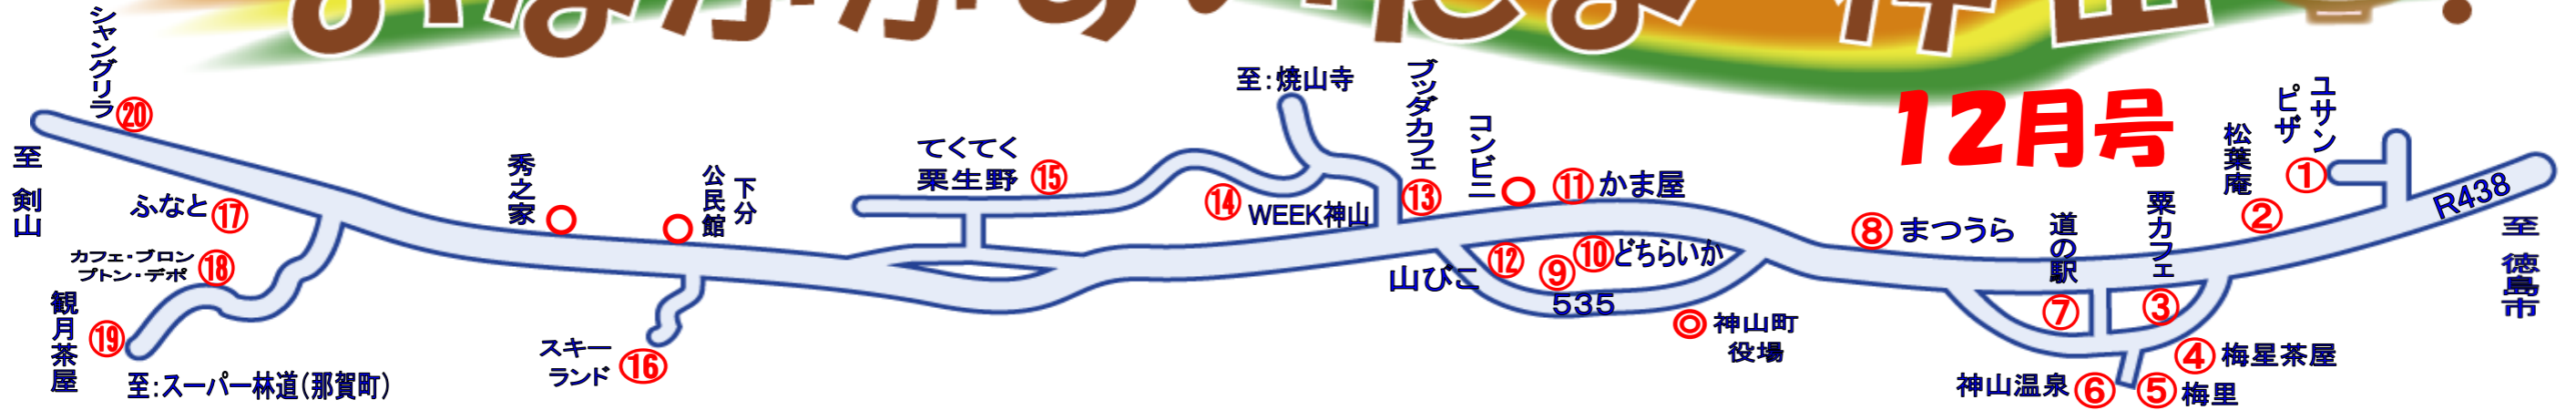 12月号
シャングリラ
⑳
至 剣山
ふなと
⑰
カフェ・ブロン
プトン・デポ
⑱
観月茶屋
⑲
至:スーパー林道(那賀町)
秀之家
下分
公民館
スキー
ランド
⑯
てくてく
粟生野
⑮
至:焼山寺
⑭
WEEK神山
ブッダカフェ
⑬
コンビニ
⑪
かま屋
山びこ
⑫
⑨
⑩
どちらいか
535
神山町
役場
⑧
まつうら
道の駅
⑦
粟カフェ
③
松葉庵
②
ユサン
ピザ
①
R438
至 徳島市
④
梅星茶屋
神山温泉
⑥
⑤
梅里